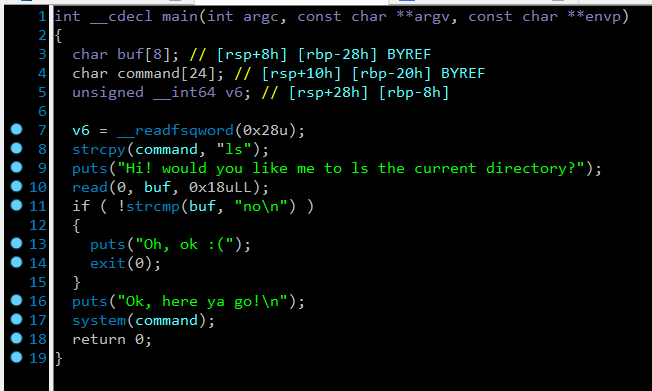 1 int __cdecl main(int argc, const char **argv, const char **envp)
2 {
3   char buf[8]; // [rsp+8h] [rbp-28h] BYREF
4   char command[24]; // [rsp+10h] [rbp-20h] BYREF
5   unsigned __int64 v6; // [rsp+28h] [rbp-8h]
6
7   v6 = __readfsqword(0x28u);
8   strcpy(command, "ls");
9   puts("Hi! would you like me to ls the current directory?");
10   read(0, buf, 0x18uLL);
11   if ( !strcmp(buf, "no\n") )
12   {
13     puts("Oh, ok :(");
14     exit(0);
15   }
16   puts("Ok, here ya go!\n");
17   system(command);
18   return 0;
19 }